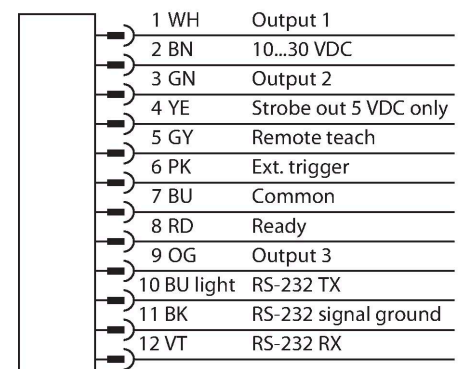 1 WH Output 1
2 BN 10...30 VDC
3 GN Output 2
4 YE Strobe out 5 VDC only
5 GY Remote teach
6 PK Ext. trigger
7 BU Common
8 RD Ready
9 OG Output 3
10 BU light RS-232 TX
11 BK RS-232 signal ground
12 VT RS-232 RX